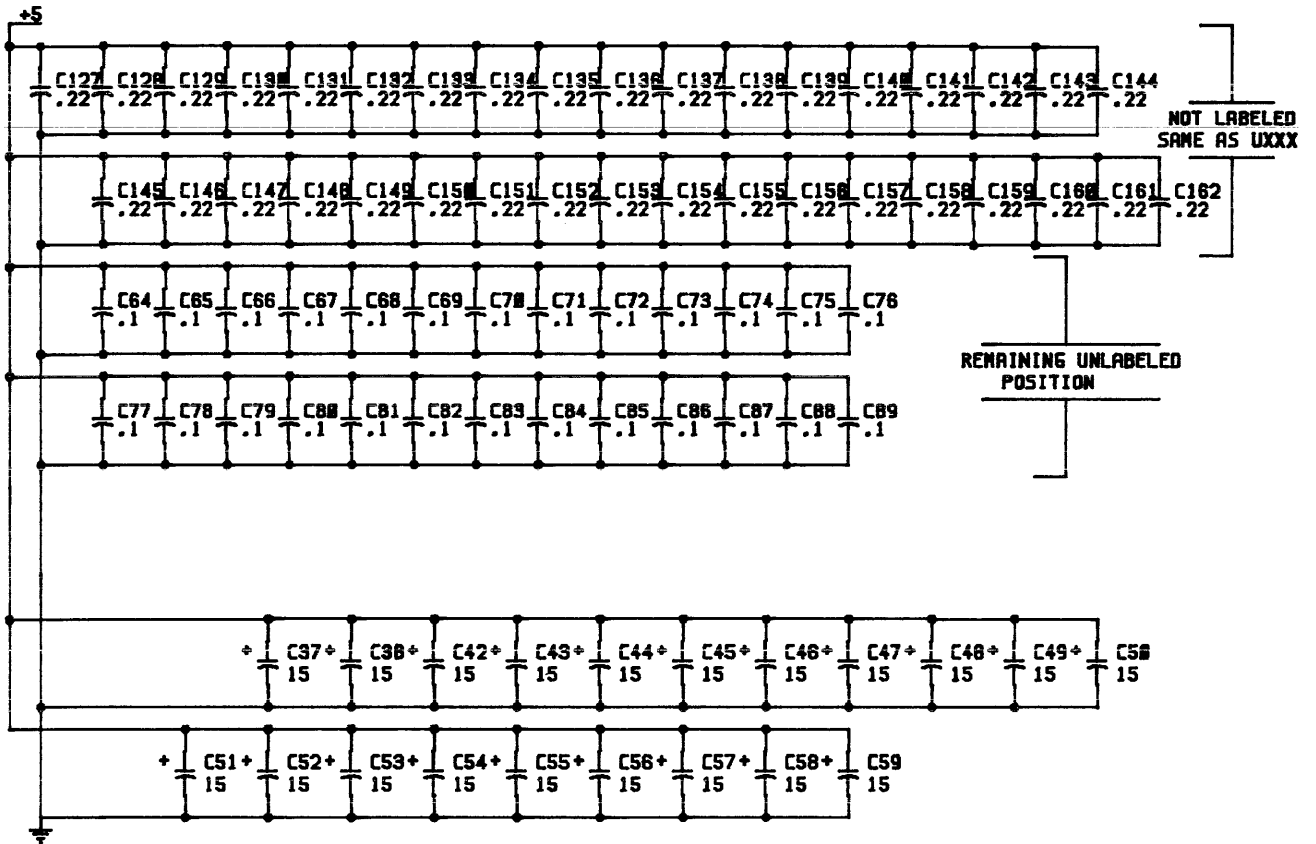 +5
C127 C128 C129 C130 C131 C132 C133 C134 C135 C136 C137 C138 C139 C140 C141 C142 C143 C144
.22 .22 .22 .22 .22 .22 .22 .22 .22 .22 .22 .22 .22 .22 .22 .22 .22 .22
NOT LABELED
SAME AS UXXX
C145 C146 C147 C148 C149 C150 C151 C152 C153 C154 C155 C156 C157 C158 C159 C160 C161 C162
.22 .22 .22 .22 .22 .22 .22 .22 .22 .22 .22 .22 .22 .22 .22 .22 .22 .22
C64 C65 C66 C67 C68 C69 C70 C71 C72 C73 C74 C75 C76
.1 .1 .1 .1 .1 .1 .1 .1 .1 .1 .1 .1 .1
REMAINING UNLABELED
POSITION
C77 C78 C79 C80 C81 C82 C83 C84 C85 C86 C87 C88 C89
.1 .1 .1 .1 .1 .1 .1 .1 .1 .1 .1 .1 .1
+ C37 + C38 + C42 + C43 + C44 + C45 + C46 + C47 + C48 + C49 + C50
15 15 15 15 15 15 15 15 15 15 15
+ C51 + C52 + C53 + C54 + C55 + C56 + C57 + C58 + C59
15 15 15 15 15 15 15 15 15